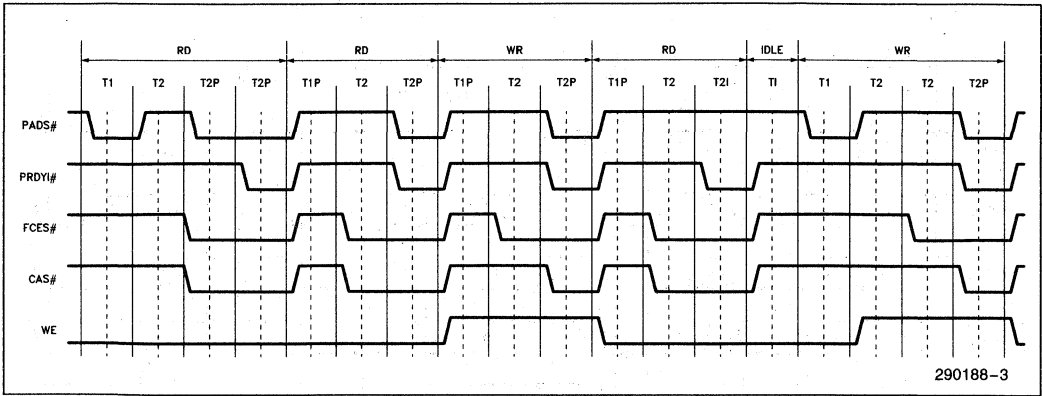 RD RD WR RD IDLE WR
T1 T2 T2P T2P T1P T2 T2P T1P T2 T2P T1P T2 T2I TI T1 T2 T2 T2P
PADS#
PRDYI#
FCES#
CAS#
WE
290188-3